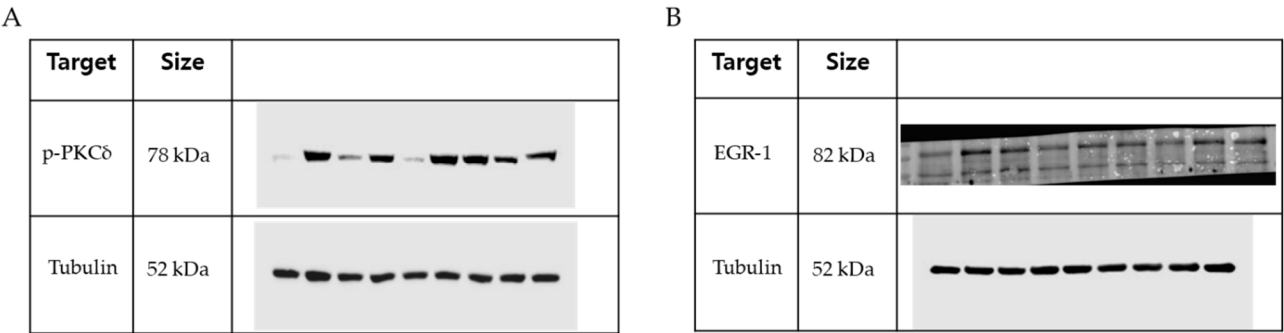 A
Target Size
p-PKCδ 78 kDa
Tubulin 52 kDa
B
Target Size
EGR-1 82 kDa
Tubulin 52 kDa